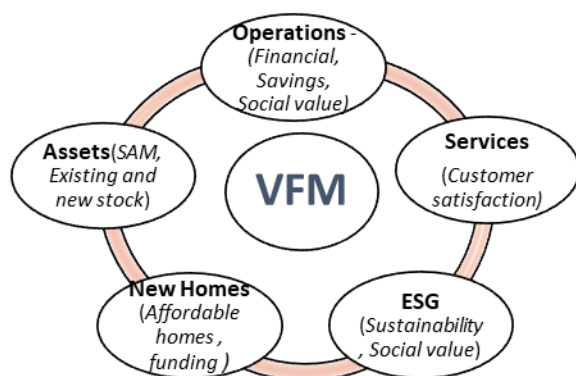 Operations -
(Financial,
Savings,
Social value)
Services
(Customer
satisfaction)
ESG
(Sustainability
, Social value)
New Homes
(Affordable
homes ,
funding )
Assets(SAM,
Existing and
new stock)
VFM